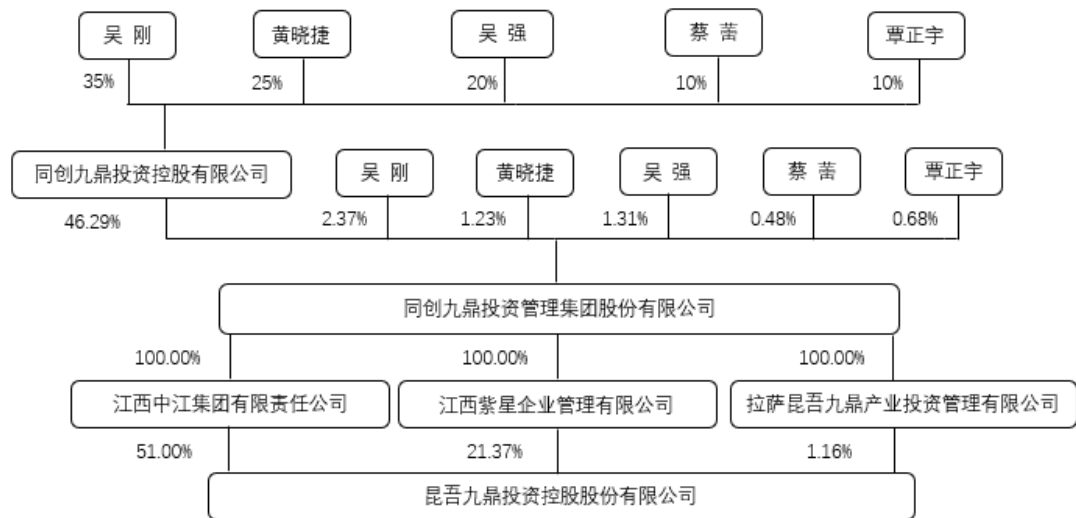 吴 刚
黄晓捷
吴 强
蔡 蕾
覃正宇
35%
25%
20%
10%
10%
同创九鼎投资控股有限公司
吴 刚
黄晓捷
吴 强
蔡 蕾
覃正宇
46.29%
2.37%
1.23%
1.31%
0.48%
0.68%
同创九鼎投资管理集团股份有限公司
100.00%
100.00%
100.00%
江西中江集团有限责任公司
江西紫星企业管理有限公司
拉萨昆吾九鼎产业投资管理有限公司
51.00%
21.37%
1.16%
昆吾九鼎投资控股股份有限公司